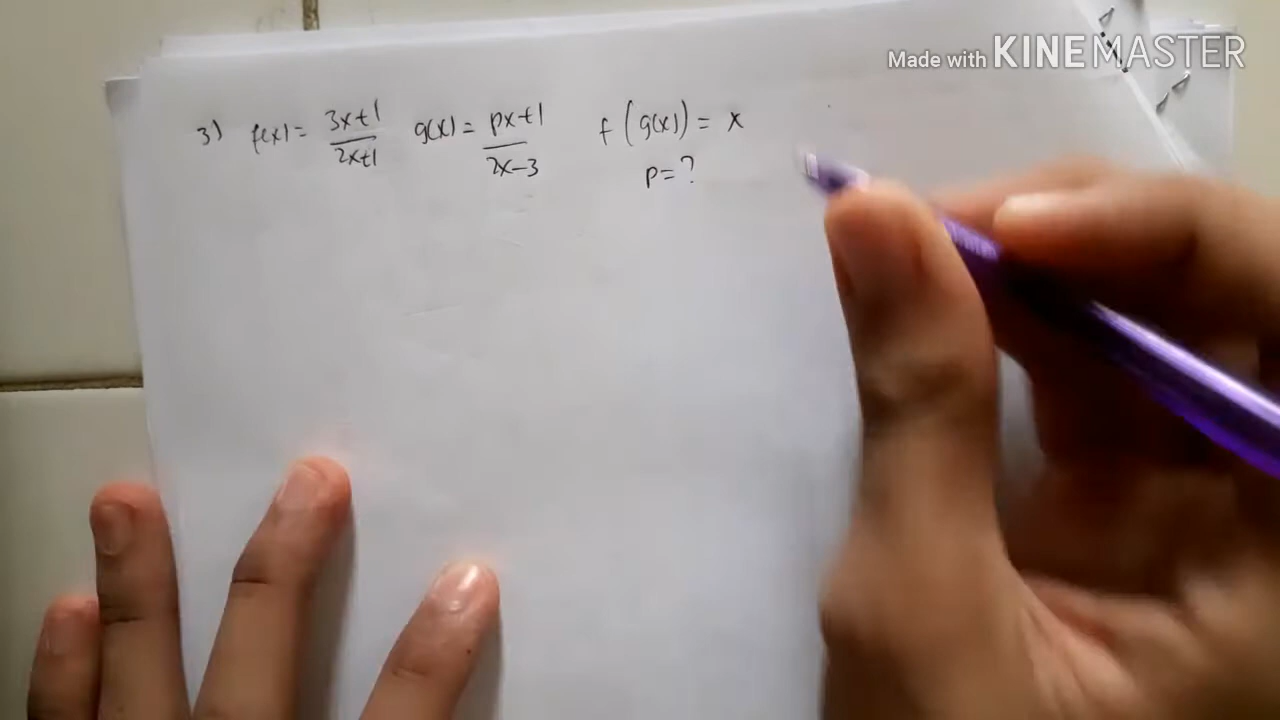 Made with KINEMASTER
3) f(x) = 3x+1/2x+1 g(x) = px+1/2x-3 f(g(x)) = x
p=?